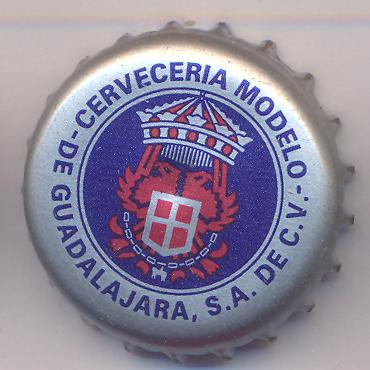 -CERVECERIA MODELO-
DE GUADALAJARA, S.A. DE C.V.